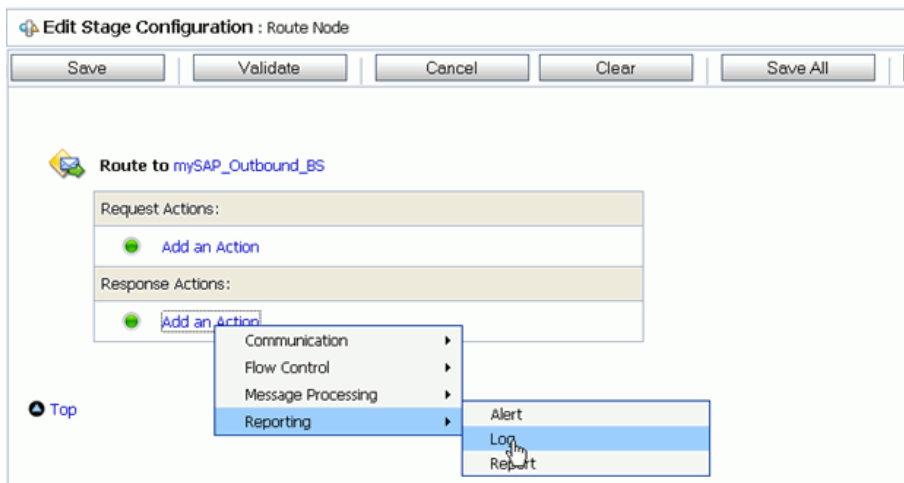 Edit Stage Configuration : Route Node
Save Validate Cancel Clear Save All
Route to mySAP_Outbound_BS
Request Actions:
Add an Action
Response Actions:
Add an Action
Communication
Flow Control
Message Processing
Reporting
Alert
Log
Report
Top